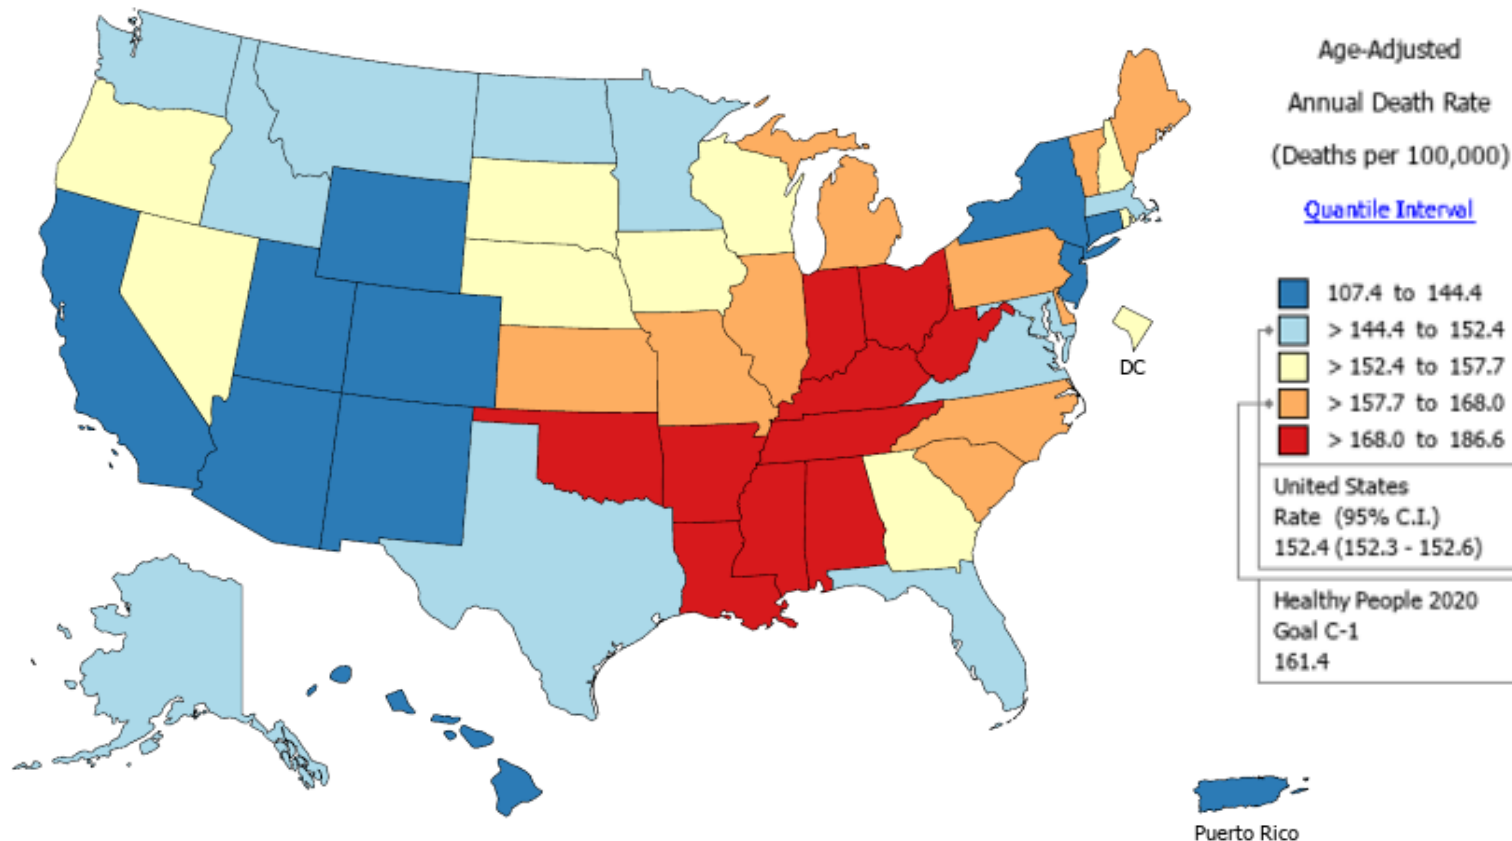 Age-Adjusted
Annual Death Rate
(Deaths per 100,000)
Quantile Interval
107.4 to 144.4
> 144.4 to 152.4
> 152.4 to 157.7
> 157.7 to 168.0
> 168.0 to 186.6
United States
Rate (95% C.I.)
152.4 (152.3 - 152.6)
Healthy People 2020
Goal C-1
161.4
DC
Puerto Rico